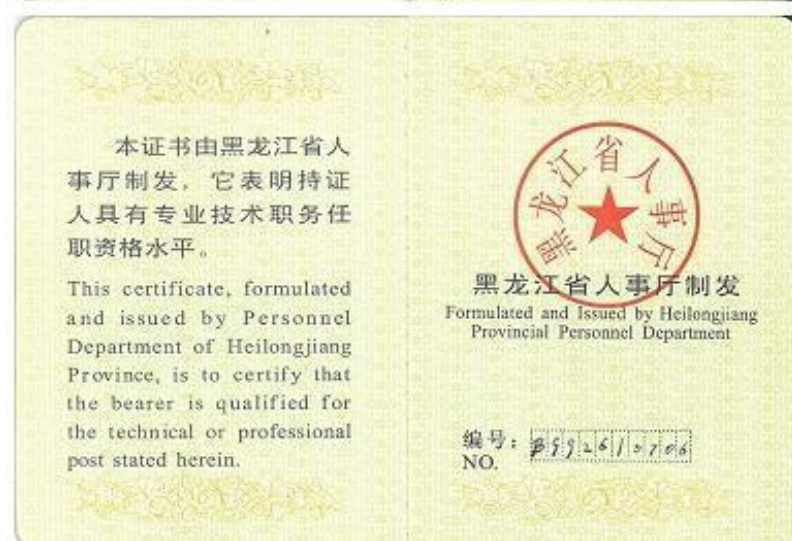 本证书由黑龙江省人
事厅制发,它表明持证
人具有专业技术职务任
职资格水平。
This certificate, formulated
and issued by Personnel
Department of Heilongjiang
Province, is to certify that
the bearer is qualified for
the technical or professional
post stated herein.
黑龙江省人事厅
黑龙江省人事厅制发
Formulated and Issued by Heilongjiang
Provincial Personnel Department
编号:
NO.